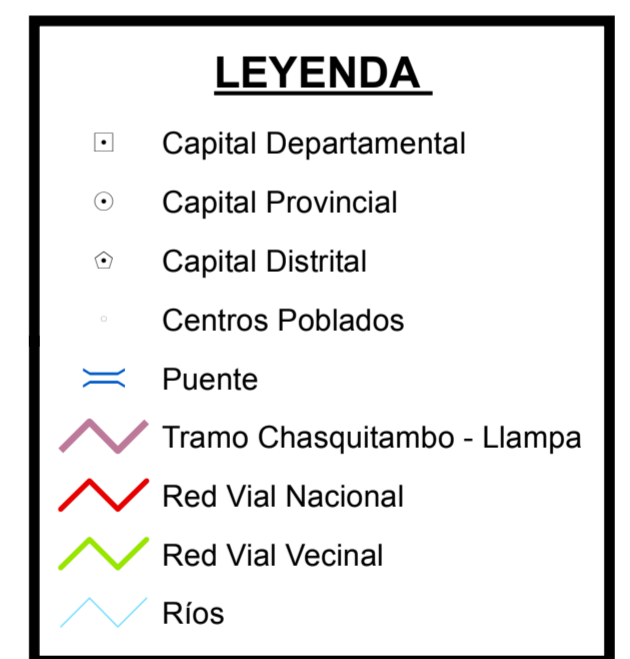 LEYENDA
Capital Departamental
Capital Provincial
Capital Distrital
Centros Poblados
Puente
Tramo Chasquitambo - Llampa
Red Vial Nacional
Red Vial Vecinal
Ríos